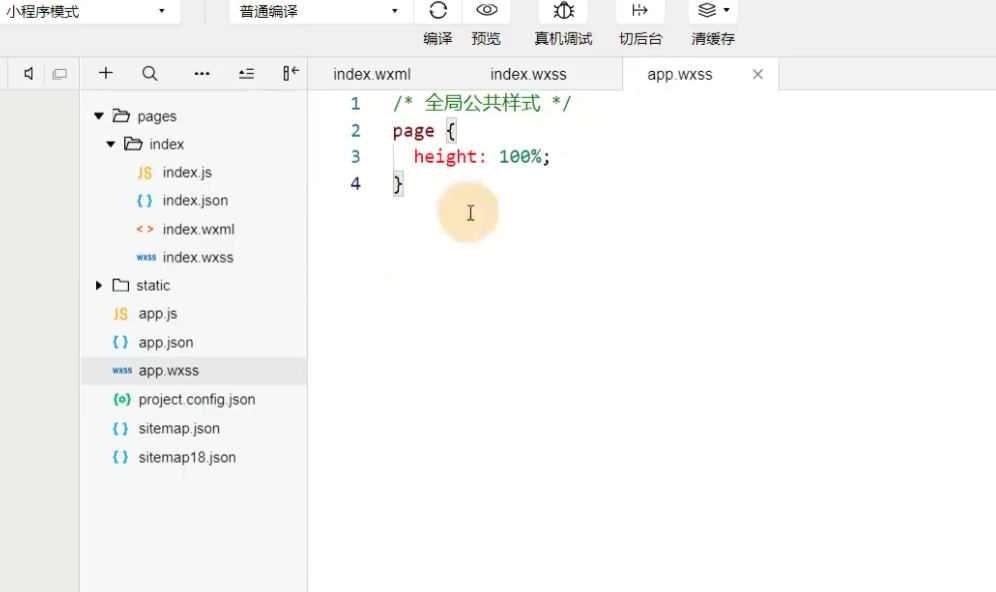 小程序模式
普通编译
编译 预览 真机调试 切后台 清缓存
index.wxml index.wxss app.wxss
pages
index
JS index.js
{ } index.json
< > index.wxml
wxss index.wxss
static
JS app.js
{ } app.json
wxss app.wxss
{o} project.config.json
{ } sitemap.json
{ } sitemap18.json
1 /* 全局公共样式 */
2 page {
3 height: 100%;
4 }